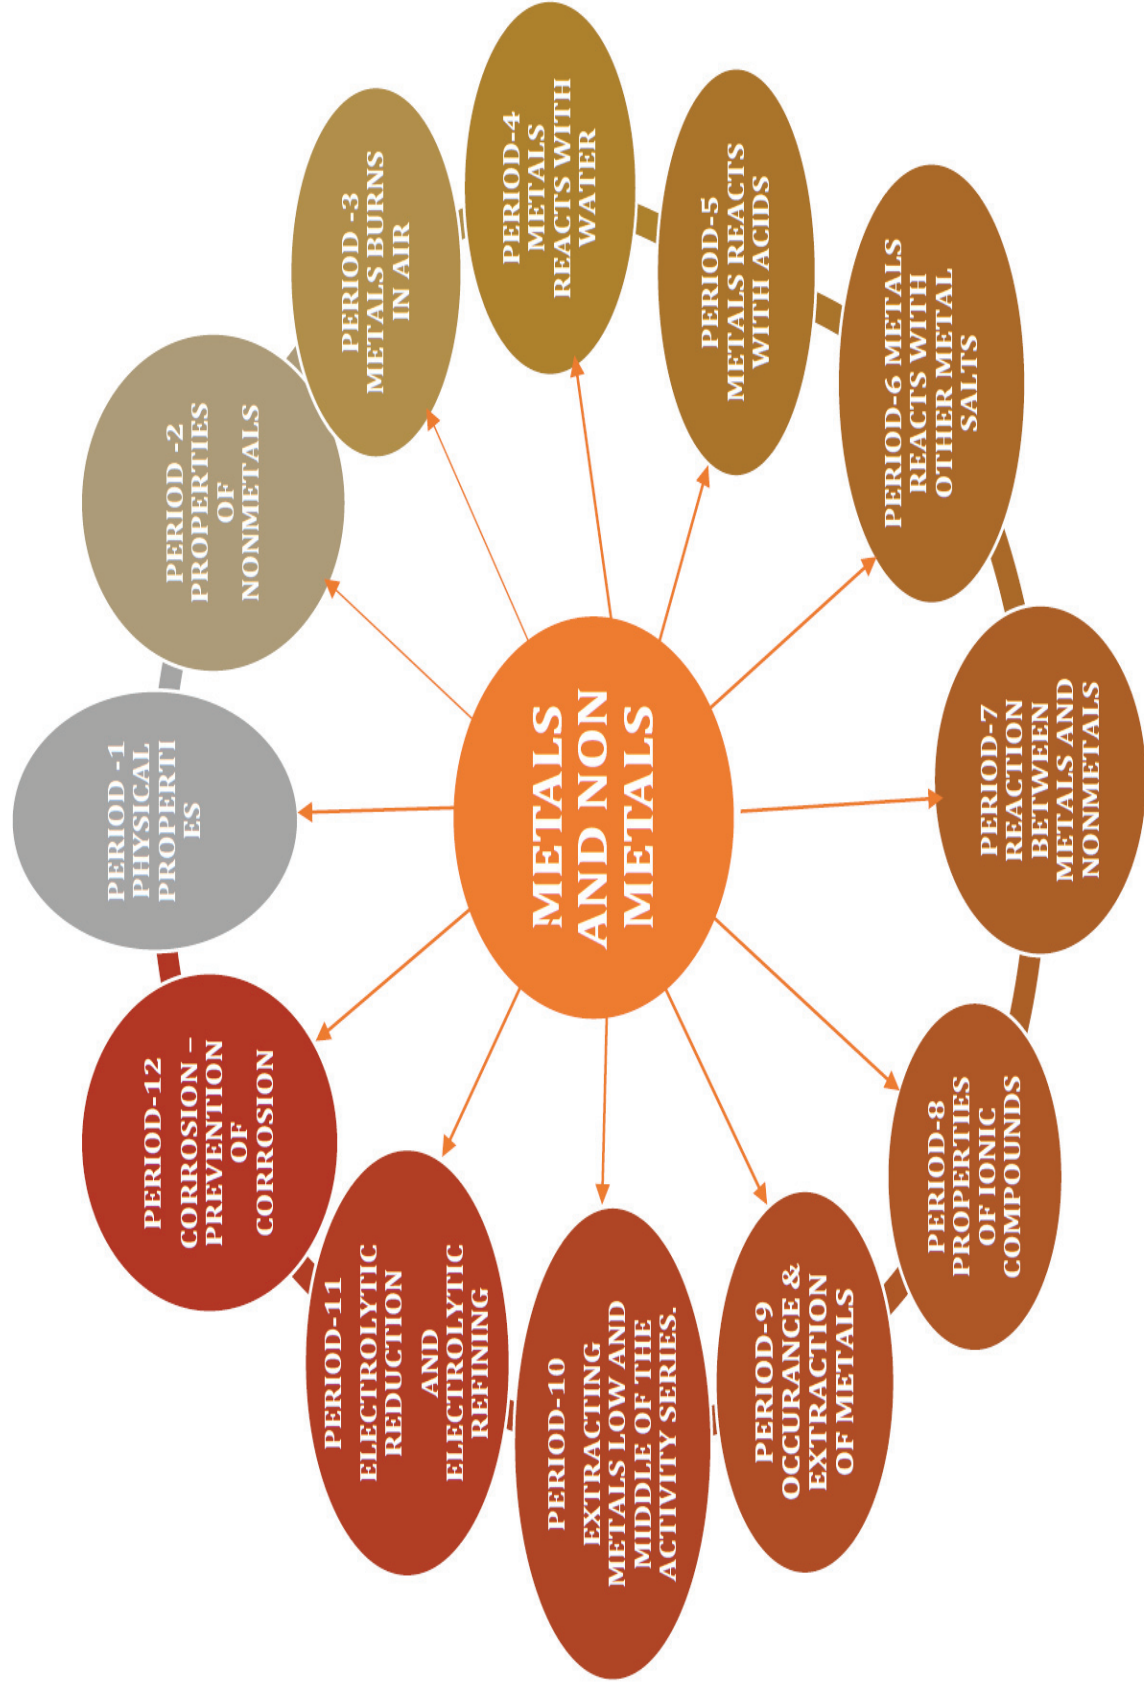 METALS
AND NON
METALS
PERIOD -1
PHYSICAL
PROPERTI
ES
PERIOD -2
PROPERTIES
OF
NONMETALS
PERIOD -3
METALS BURNS
IN AIR
PERIOD-4
METALS
REACTS WITH
WATER
PERIOD-5
METALS REACTS
WITH ACIDS
PERIOD-6 METALS
REACTS WITH
OTHER METAL
SALTS
PERIOD-7
REACTION
BETWEEN
METALS AND
NONMETALS
PERIOD-8
PROPERTIES
OF IONIC
COMPOUNDS
PERIOD-9
OCCURANCE &
EXTRACTION
OF METALS
PERIOD-10
EXTRACTING
METALS LOW AND
MIDDLE OF THE
ACTIVITY SERIES.
PERIOD-11
ELECTROLYTIC
REDUCTION
AND
ELECTROLYTIC
REFINING
PERIOD-12
CORROSION –
PREVENTION
OF
CORROSION